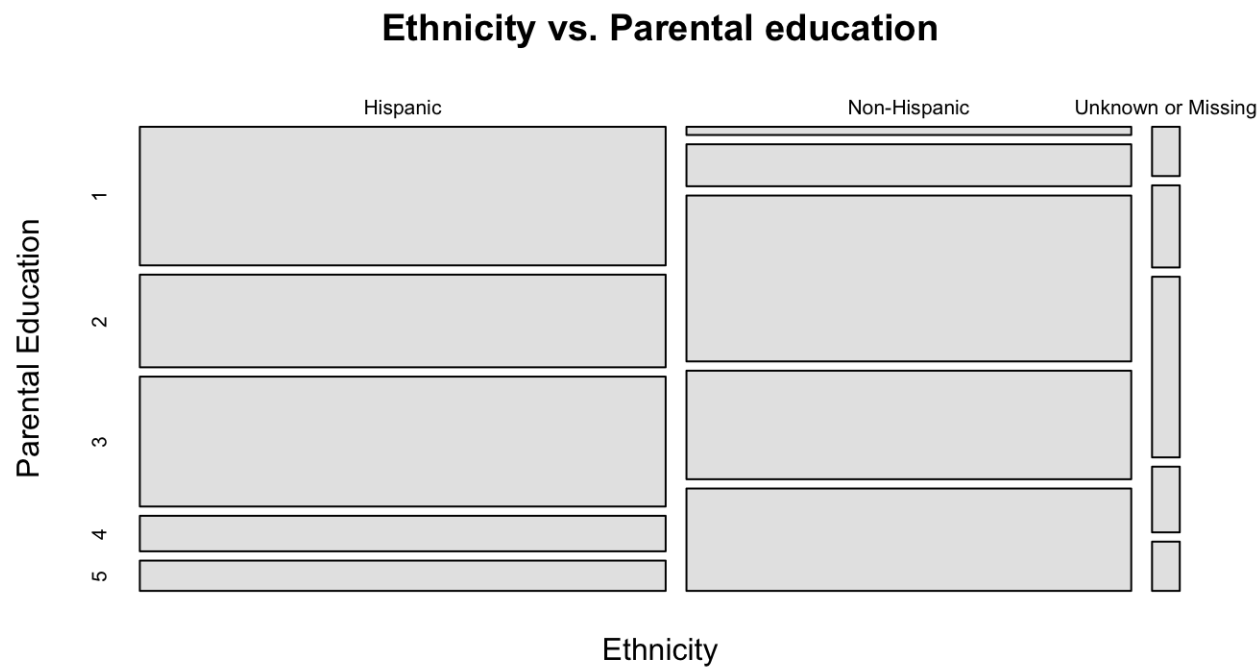 Ethnicity vs. Parental education
Hispanic
Non-Hispanic
Unknown or Missing
Parental Education
1
2
3
4
5
Ethnicity